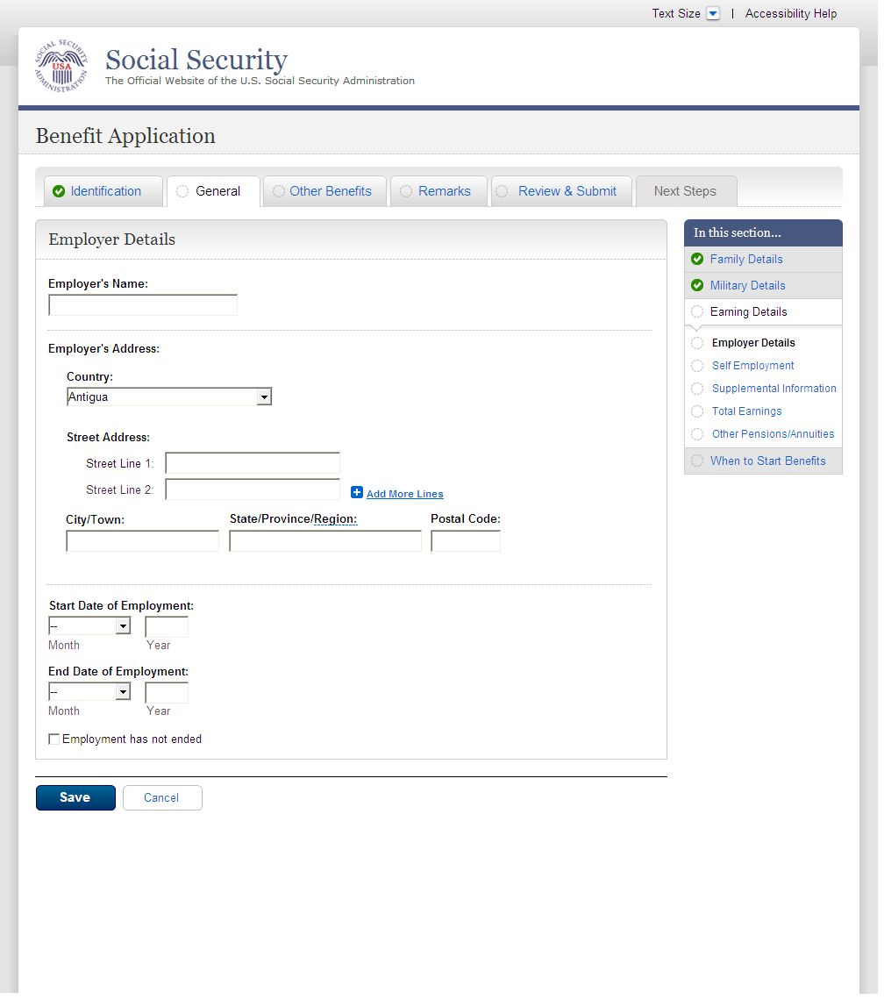 Text Size | Accessibility Help
SOCIAL SECURITY ADMINISTRATION
USA
Social Security
The Official Website of the U.S. Social Security Administration
Benefit Application
Identification General Other Benefits Remarks Review & Submit Next Steps
Employer Details
Employer's Name:
Employer's Address:
Country:
Antigua
Street Address:
Street Line 1:
Street Line 2:
Add More Lines
City/Town: State/Province/Region: Postal Code:
Start Date of Employment:
--
Month Year
End Date of Employment:
--
Month Year
Employment has not ended
Save Cancel
In this section...
Family Details
Military Details
Earning Details
Employer Details
Self Employment
Supplemental Information
Total Earnings
Other Pensions/Annuities
When to Start Benefits